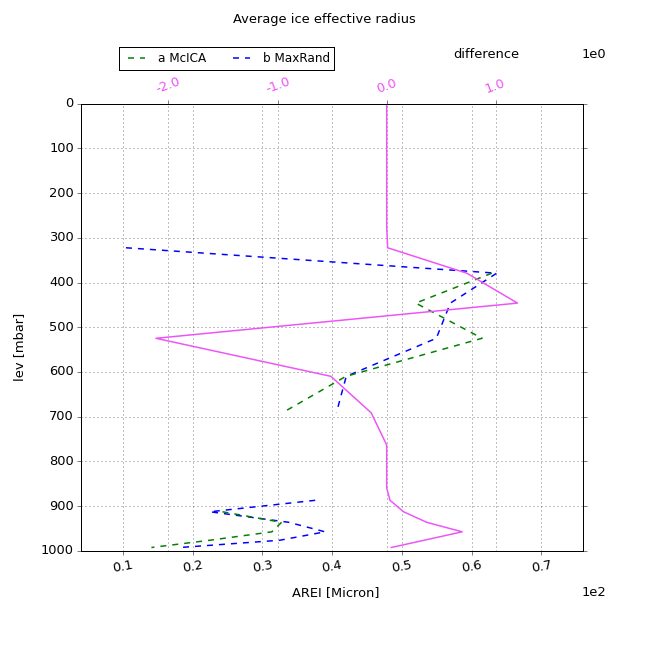 Average ice effective radius
a McICA b MaxRand
difference 1e0
-2.0 -1.0 0.0 1.0
0
100
200
300
400
500
600
700
800
900
1000
lev [mbar]
0.1 0.2 0.3 0.4 0.5 0.6 0.7
AREI [Micron] 1e2